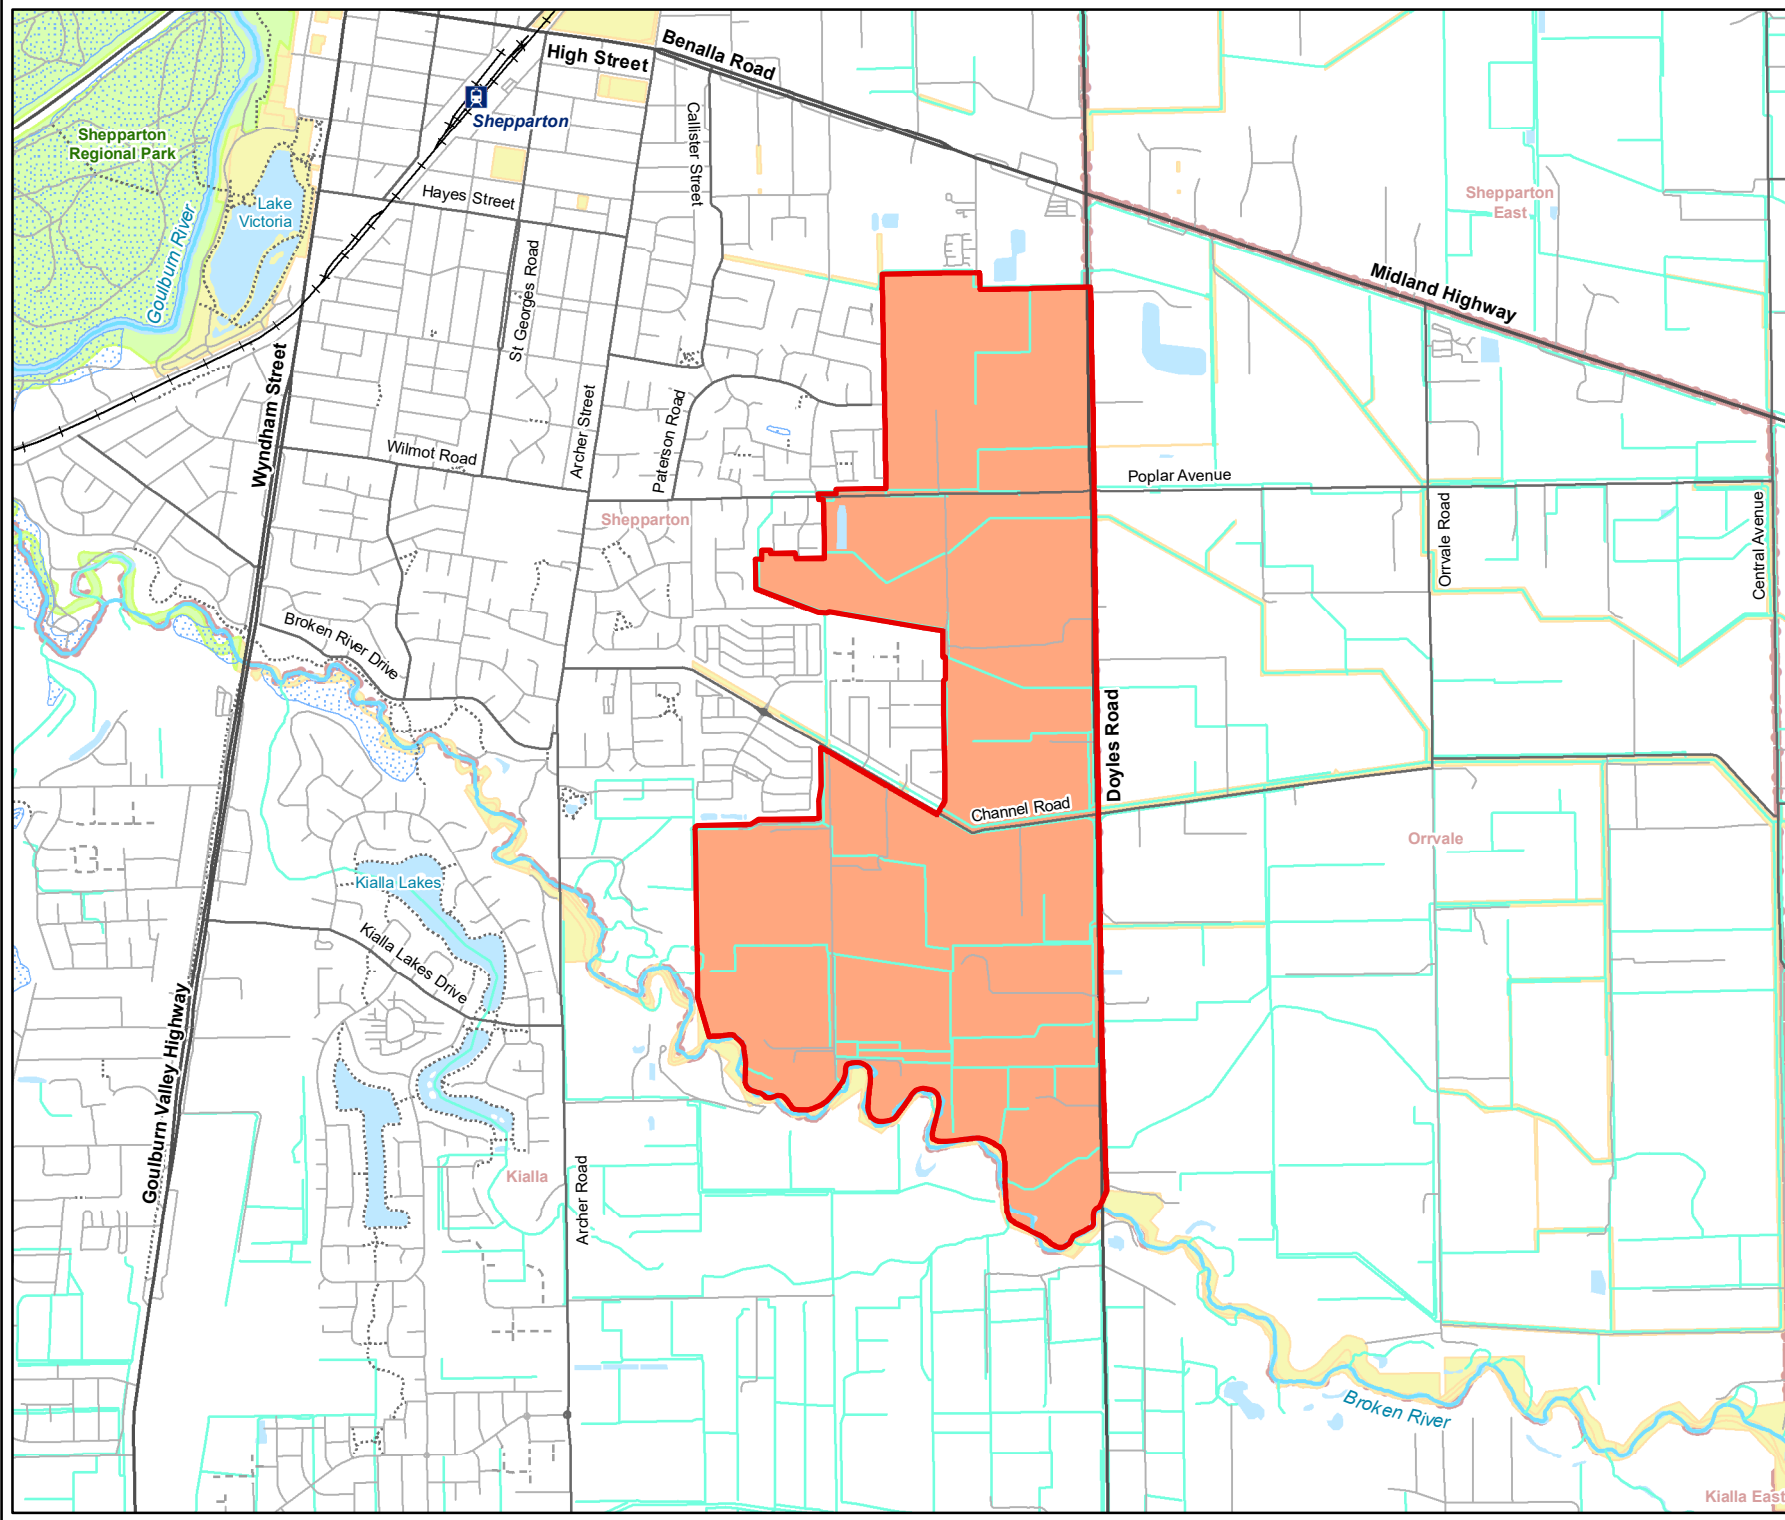 High Street
Benalla Road
Shepparton
Shepparton
Regional Park
Callister Street
Hayes Street
Lake
Victoria
Goulburn River
Shepparton
East
St Georges Road
Midland Highway
Wyndham Street
Archer Street
Paterson Road
Wilmot Road
Poplar Avenue
Shepparton
Orrvale Road
Central Avenue
Broken River Drive
Doyles Road
Channel Road
Orrvale
Kialla Lakes
Kialla Lakes Drive
Goulburn Valley Highway
Kialla
Archer Road
Broken River
Kialla East